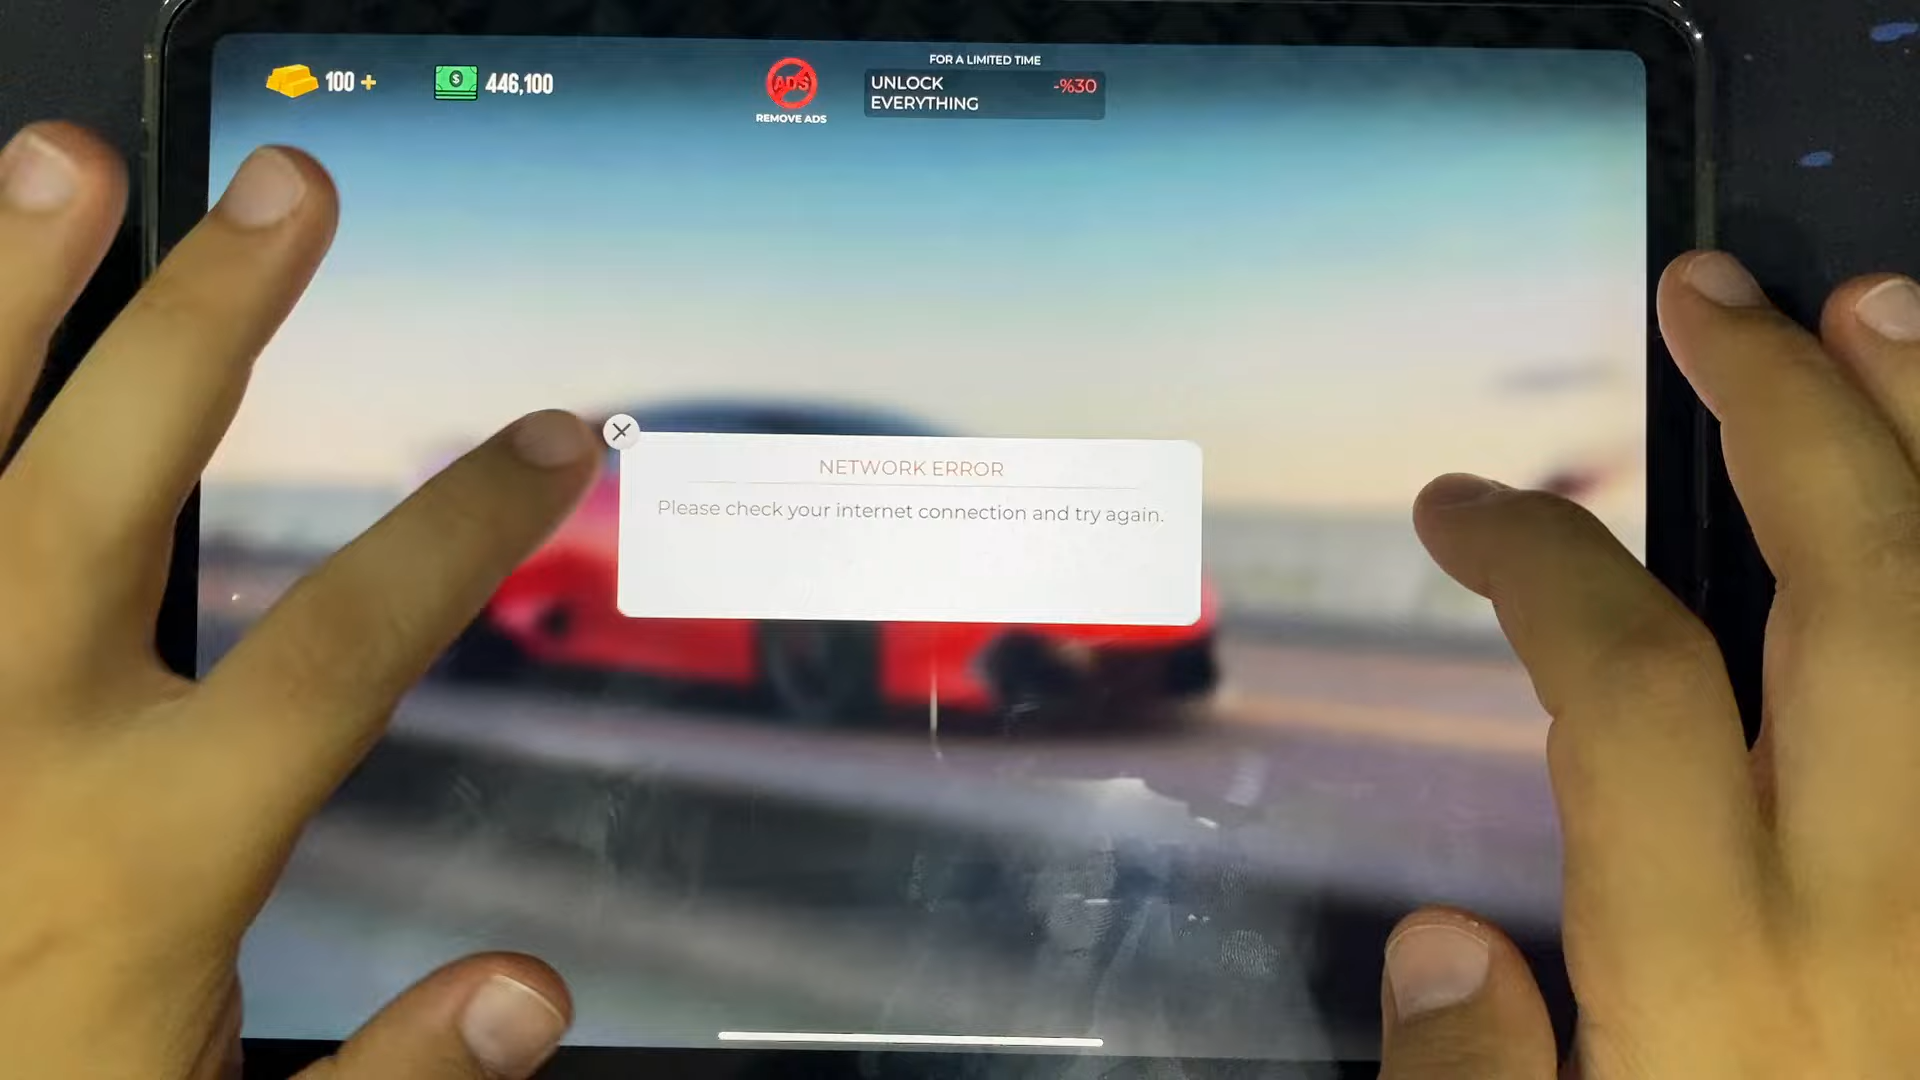 100 +
446,100
ADS
REMOVE ADS
FOR A LIMITED TIME
UNLOCK
EVERYTHING
-%30
NETWORK ERROR
Please check your internet connection and try again.